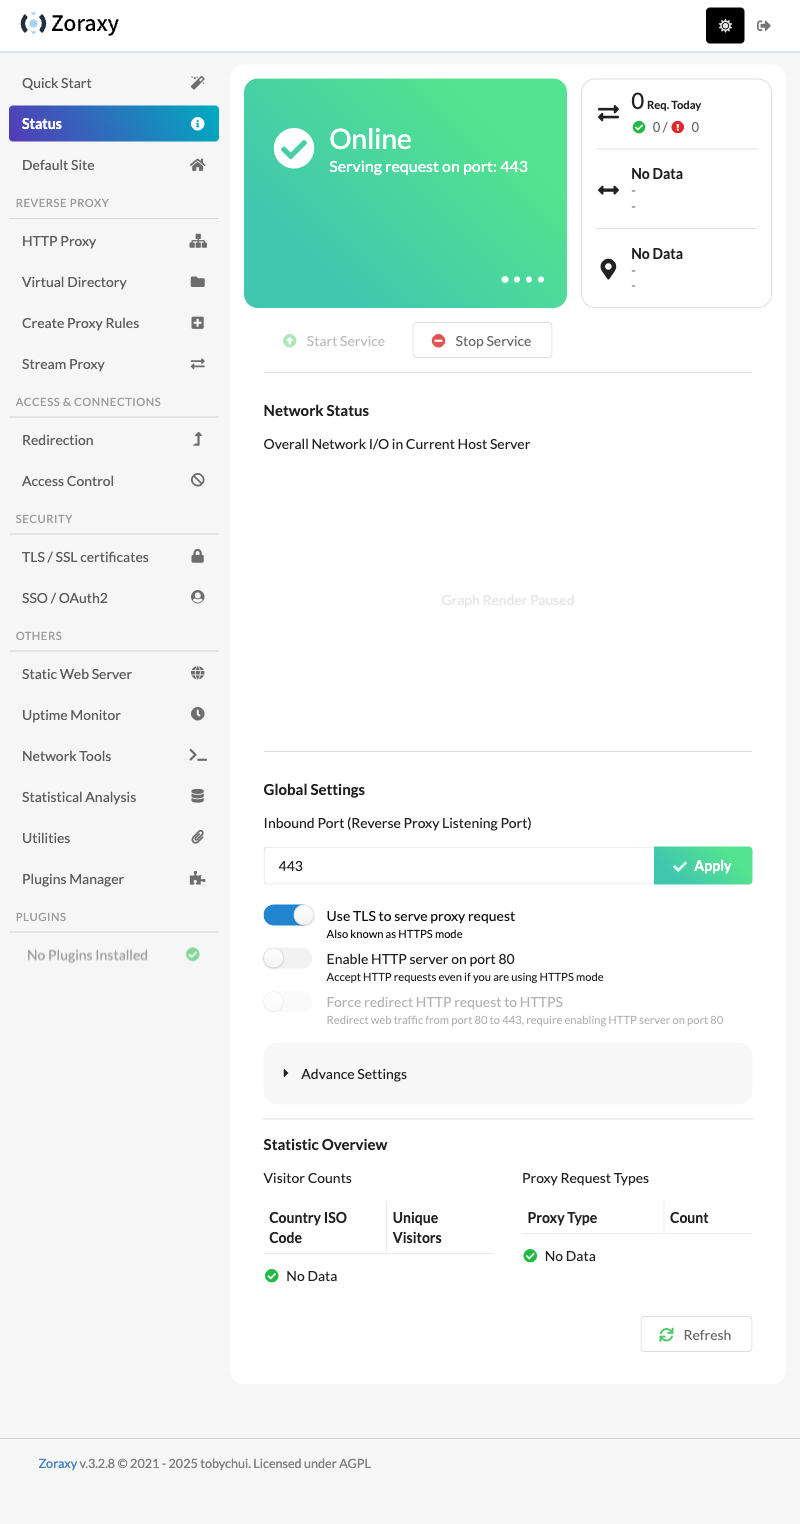 Zoraxy
Quick Start
Status
Default Site
REVERSE PROXY
HTTP Proxy
Virtual Directory
Create Proxy Rules
Stream Proxy
ACCESS & CONNECTIONS
Redirection
Access Control
SECURITY
TLS / SSL certificates
SSO / OAuth2
OTHERS
Static Web Server
Uptime Monitor
Network Tools
Statistical Analysis
Utilities
Plugins Manager
PLUGINS
No Plugins Installed
Online
Serving request on port: 443
0 Req. Today
0 / 0
No Data
-
-
No Data
-
-
Start Service
Stop Service
Network Status
Overall Network I/O in Current Host Server
Graph Render Paused
Global Settings
Inbound Port (Reverse Proxy Listening Port)
443
Apply
Use TLS to serve proxy request
Also known as HTTPS mode
Enable HTTP server on port 80
Accept HTTP requests even if you are using HTTPS mode
Force redirect HTTP request to HTTPS
Redirect web traffic from port 80 to 443, require enabling HTTP server on port 80
Advance Settings
Statistic Overview
Visitor Counts
Country ISO
Code
Unique
Visitors
No Data
Proxy Request Types
Proxy Type
Count
No Data
Refresh
Zoraxy v.3.2.8 © 2021 - 2025 tobychui. Licensed under AGPL